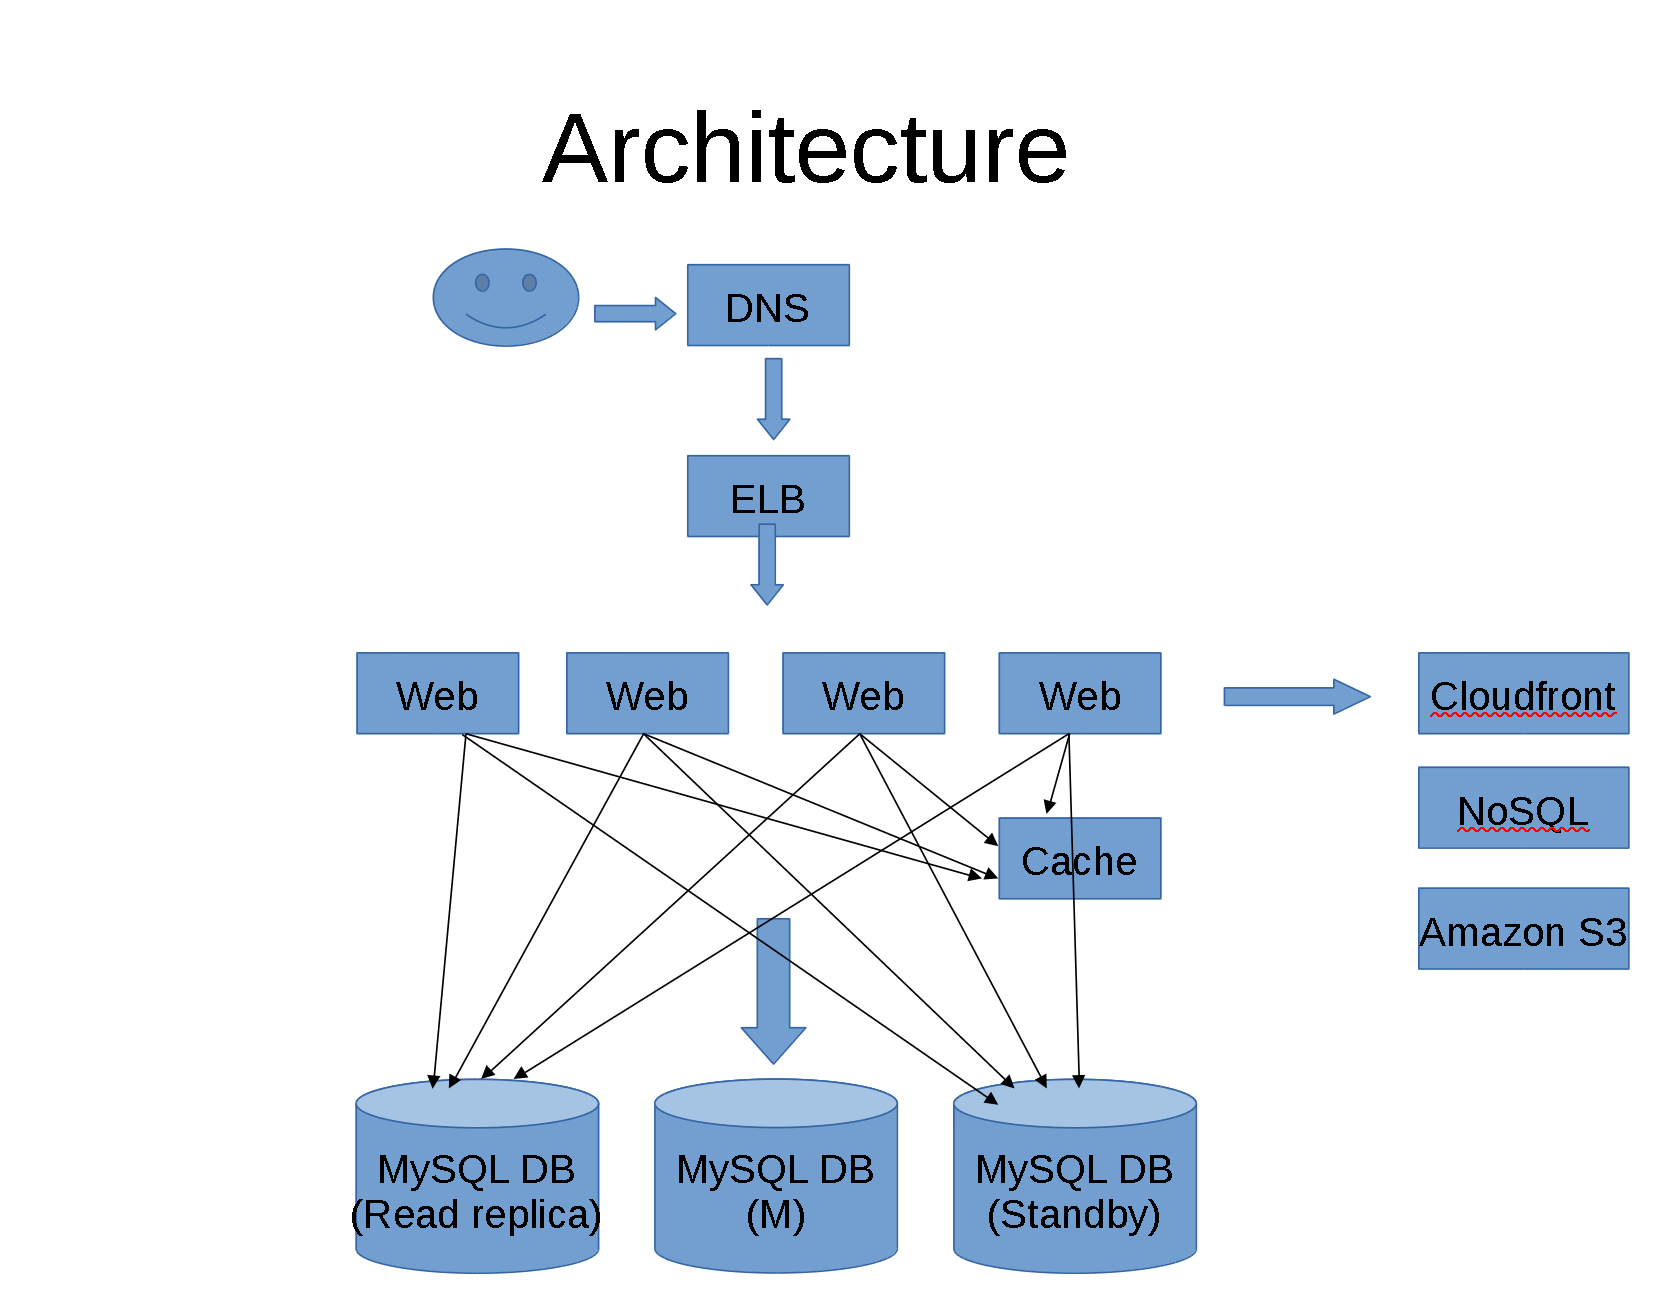 Architecture
DNS
ELB
Web
Web
Web
Web
Cloudfront
NoSQL
Cache
Amazon S3
MySQL DB
(Read replica)
MySQL DB
(M)
MySQL DB
(Standby)